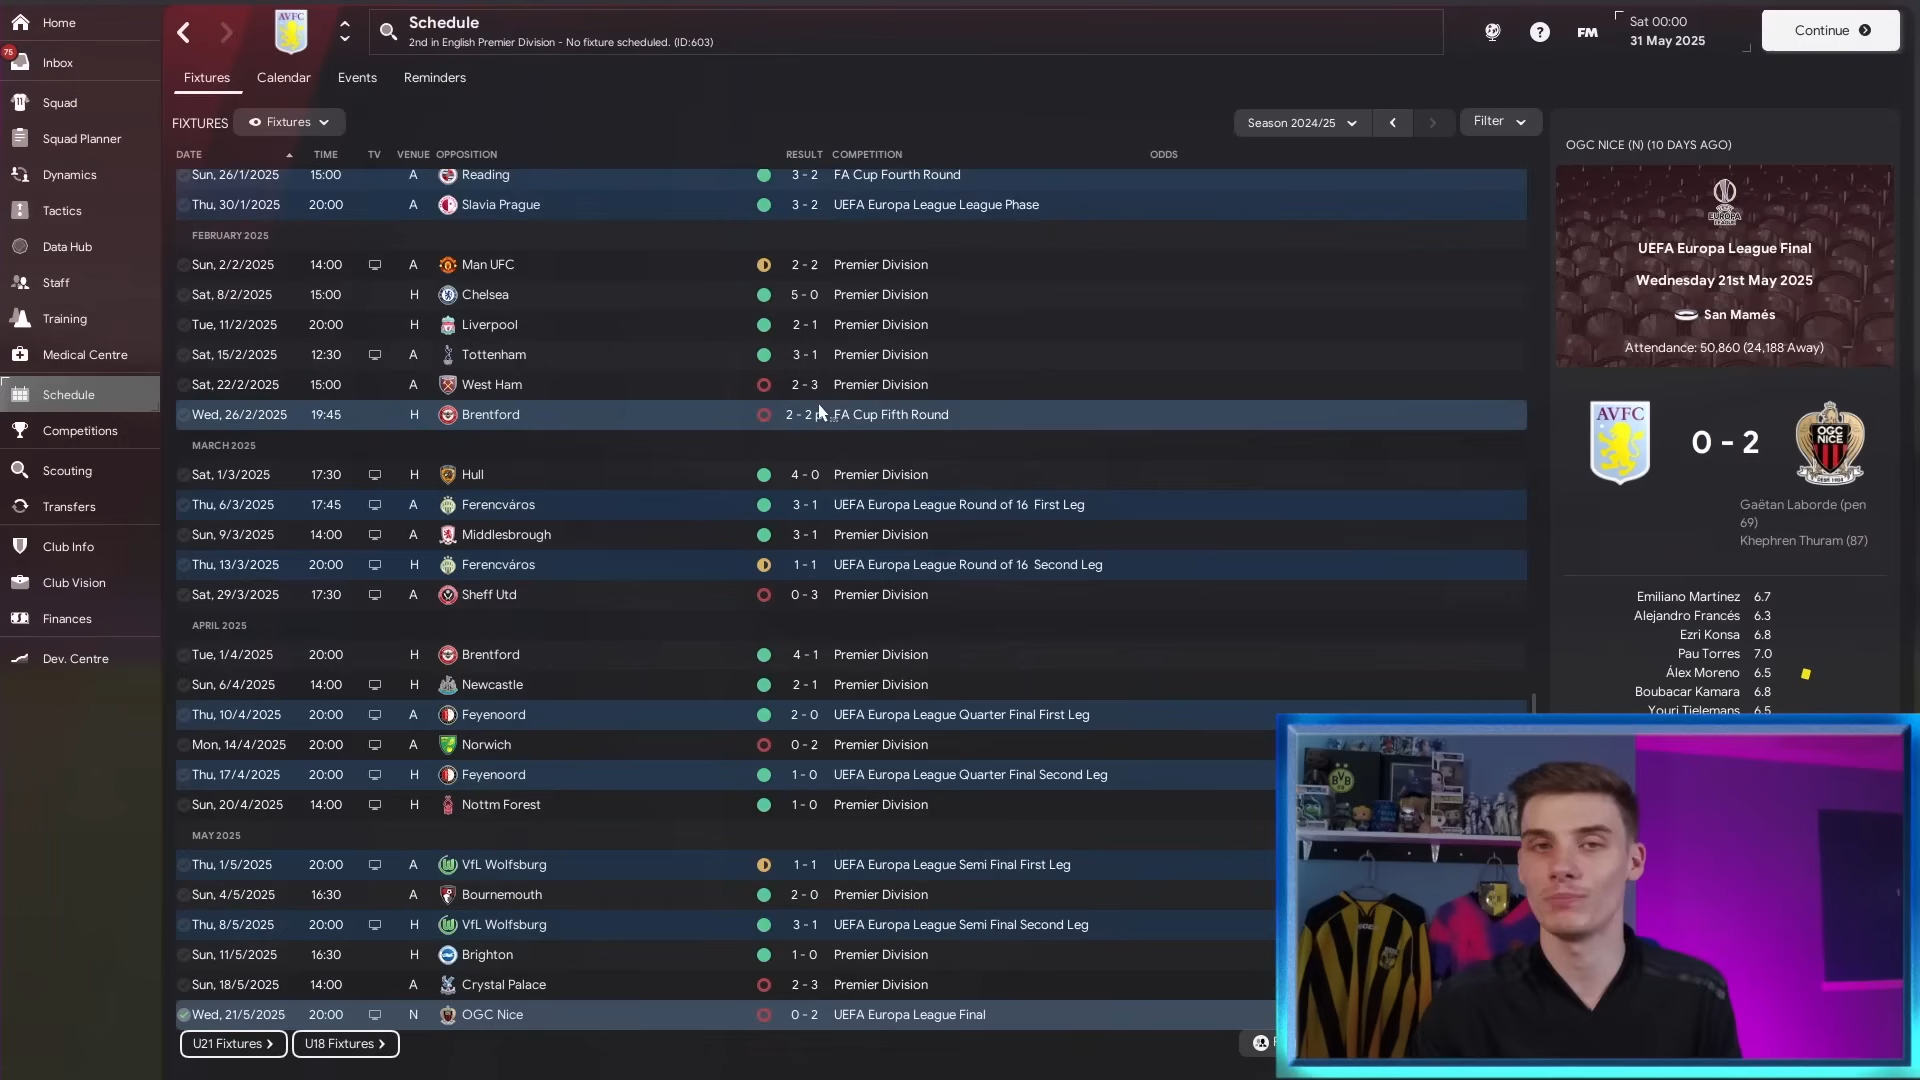 Home
75
Inbox
Squad
Squad Planner
Dynamics
Tactics
Data Hub
Staff
Training
Medical Centre
Schedule
Competitions
Scouting
Transfers
Club Info
Club Vision
Finances
Dev. Centre
AVFC
Schedule
2nd in English Premier Division - No fixture scheduled. (ID:603)
FM
Sat 00:00
31 May 2025
Continue
Fixtures Calendar Events Reminders
FIXTURES Fixtures
Season 2024/25
Filter
DATE TIME TV VENUE OPPOSITION RESULT COMPETITION ODDS
Sun, 26/1/2025 15:00 A Reading 3 - 2 FA Cup Fourth Round
Thu, 30/1/2025 20:00 A Slavia Prague 3 - 2 UEFA Europa League League Phase
FEBRUARY 2025
Sun, 2/2/2025 14:00 A Man UFC 2 - 2 Premier Division
Sat, 8/2/2025 15:00 H Chelsea 5 - 0 Premier Division
Tue, 11/2/2025 20:00 H Liverpool 2 - 1 Premier Division
Sat, 15/2/2025 12:30 A Tottenham 3 - 1 Premier Division
Sat, 22/2/2025 15:00 A West Ham 2 - 3 Premier Division
Wed, 26/2/2025 19:45 H Brentford 2 - 2 p... FA Cup Fifth Round
MARCH 2025
Sat, 1/3/2025 17:30 H Hull 4 - 0 Premier Division
Thu, 6/3/2025 17:45 A Ferencváros 3 - 1 UEFA Europa League Round of 16 First Leg
Sun, 9/3/2025 14:00 A Middlesbrough 3 - 1 Premier Division
Thu, 13/3/2025 20:00 H Ferencváros 1 - 1 UEFA Europa League Round of 16 Second Leg
Sat, 29/3/2025 17:30 A Sheff Utd 0 - 3 Premier Division
APRIL 2025
Tue, 1/4/2025 20:00 H Brentford 4 - 1 Premier Division
Sun, 6/4/2025 14:00 H Newcastle 2 - 1 Premier Division
Thu, 10/4/2025 20:00 A Feyenoord 2 - 0 UEFA Europa League Quarter Final First Leg
Mon, 14/4/2025 20:00 A Norwich 0 - 2 Premier Division
Thu, 17/4/2025 20:00 H Feyenoord 1 - 0 UEFA Europa League Quarter Final Second Leg
Sun, 20/4/2025 14:00 H Nottm Forest 1 - 0 Premier Division
MAY 2025
Thu, 1/5/2025 20:00 A VfL Wolfsburg 1 - 1 UEFA Europa League Semi Final First Leg
Sun, 4/5/2025 16:30 A Bournemouth 2 - 0 Premier Division
Thu, 8/5/2025 20:00 H VfL Wolfsburg 3 - 1 UEFA Europa League Semi Final Second Leg
Sun, 11/5/2025 16:30 H Brighton 1 - 0 Premier Division
Sun, 18/5/2025 14:00 A Crystal Palace 2 - 3 Premier Division
Wed, 21/5/2025 20:00 N OGC Nice 0 - 2 UEFA Europa League Final
U21 Fixtures U18 Fixtures
OGC NICE (N) (10 DAYS AGO)
EUROPA
UEFA Europa League Final
Wednesday 21st May 2025
San Mamés
Attendance: 50,860 (24,188 Away)
AVFC
0 - 2
OGC
NICE
Gaëtan Laborde (pen
69)
Khephren Thuram (87)
Emiliano Martínez 6.7
Alejandro Francés 6.3
Ezri Konsa 6.8
Pau Torres 7.0
Álex Moreno 6.5
Boubacar Kamara 6.8
Youri Tielemans 6.5
BVB